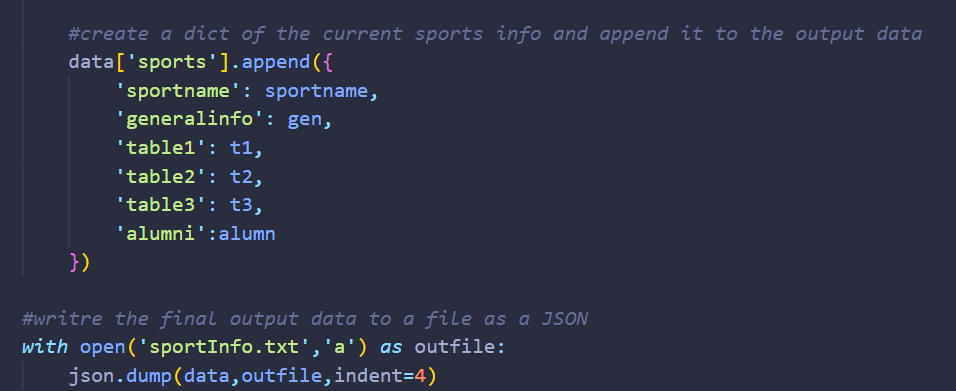 #create a dict of the current sports info and append it to the output data
data['sports'].append({
'sportname': sportname,
'generalinfo': gen,
'table1': t1,
'table2': t2,
'table3': t3,
'alumni':alumn
})
#writre the final output data to a file as a JSON
with open('sportInfo.txt','a') as outfile:
json.dump(data,outfile,indent=4)